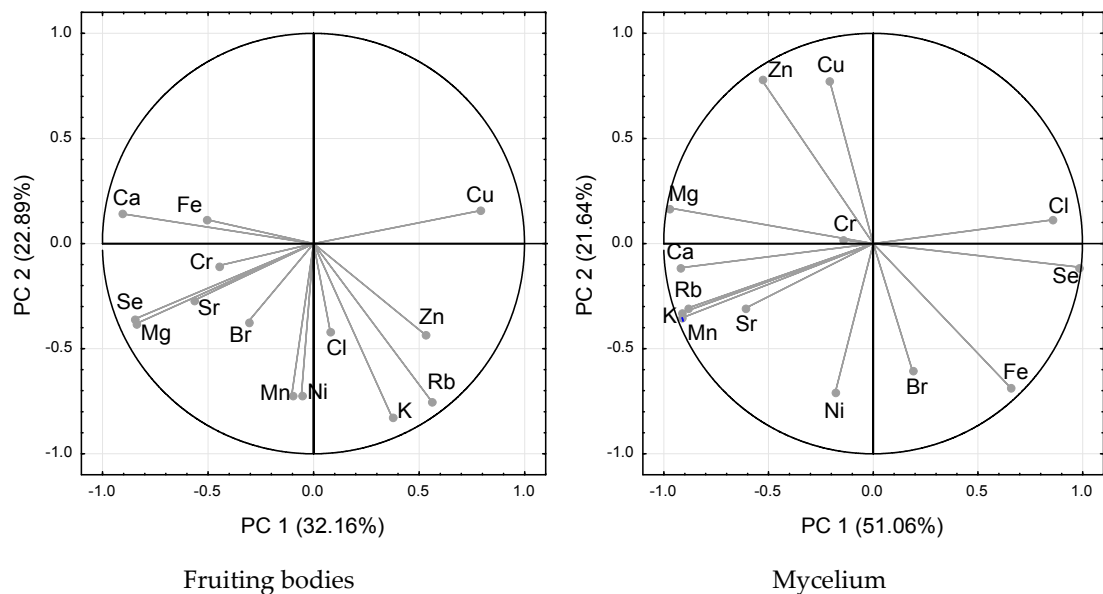 1.0
0.5
0.0
-0.5
-1.0
PC 2 (22.89%)
Ca
Fe
Cu
Cr
Se
Sr
Mg
Br
Zn
Cl
Mn
Ni
Rb
K
-1.0 -0.5 0.0 0.5 1.0
PC 1 (32.16%)
Fruiting bodies
1.0
0.5
0.0
-0.5
-1.0
PC 2 (21.64%)
Zn
Cu
Mg
Cr
Cl
Ca
Se
Rb
K
Mn
Sr
Fe
Br
Ni
-1.0 -0.5 0.0 0.5 1.0
PC 1 (51.06%)
Mycelium